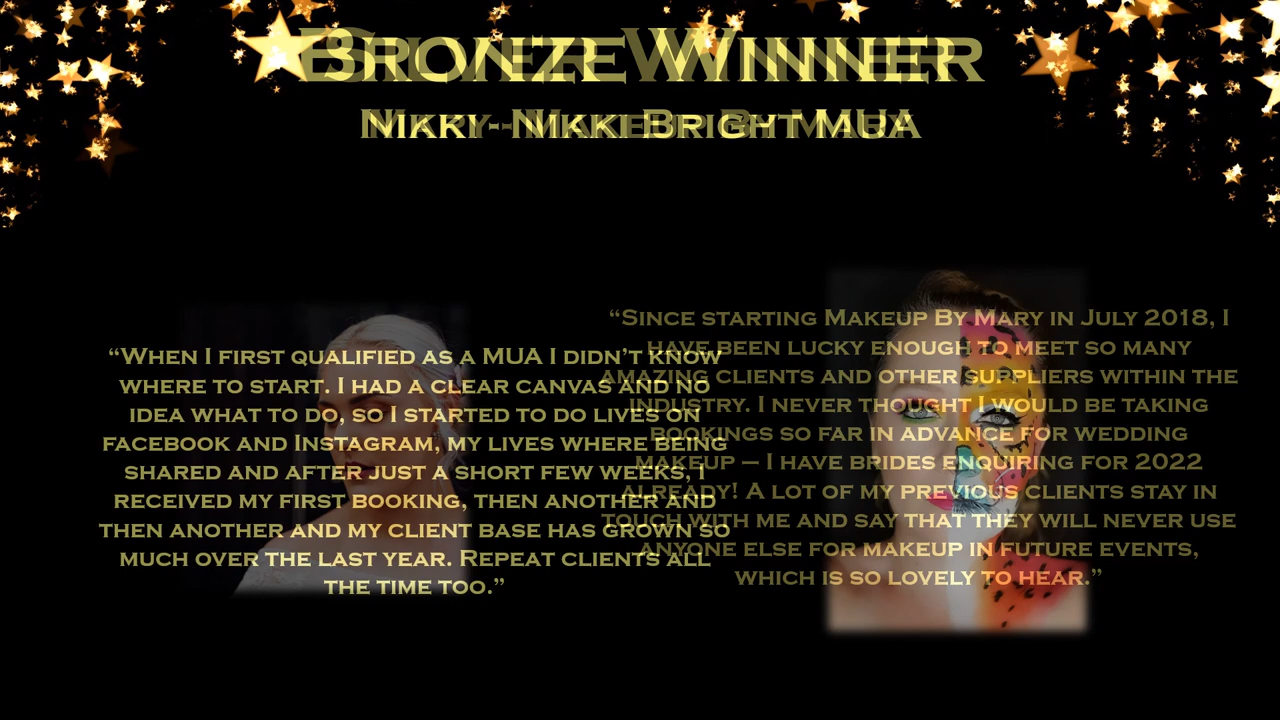 Bronze Winner
Silver Winner
Nikky - Nikki Bright MUA
Mary - Makeup By Mary
“When I first qualified as a MUA I didn’t know
where to start. I had a clear canvas and no
idea what to do, so I started to do lives on
Facebook and Instagram, my lives where being
shared and after just a short few weeks, I
received my first booking, then another and
then another and my client base has grown so
much over the last year. Repeat clients all
the time too.”
“Since starting Makeup By Mary in July 2018, I
have been lucky enough to meet so many
amazing clients and other suppliers within the
industry. I never thought I would be taking
bookings so far in advance for wedding
makeup – I have brides enquiring for 2022
already! A lot of my previous clients stay in
touch with me and say that they will never use
anyone else for makeup in future events,
which is so lovely to hear.”